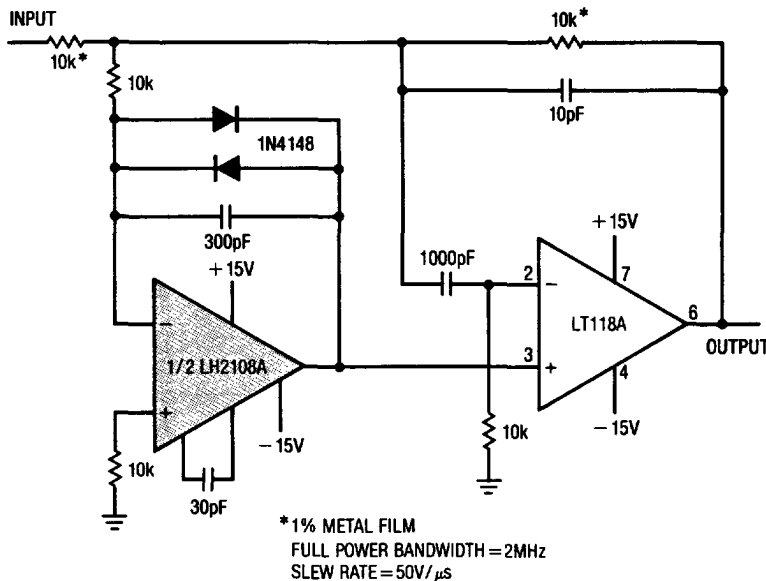 INPUT
10k*
10k*
10k
10pF
1N4148
300pF
1000pF
+15V
+15V
2
−
7
−
LT118A
6
1/2 LH2108A
OUTPUT
3
+
4
+
−15V
−15V
10k
10k
30pF
*1% METAL FILM
FULL POWER BANDWIDTH = 2MHz
SLEW RATE = 50V/μs